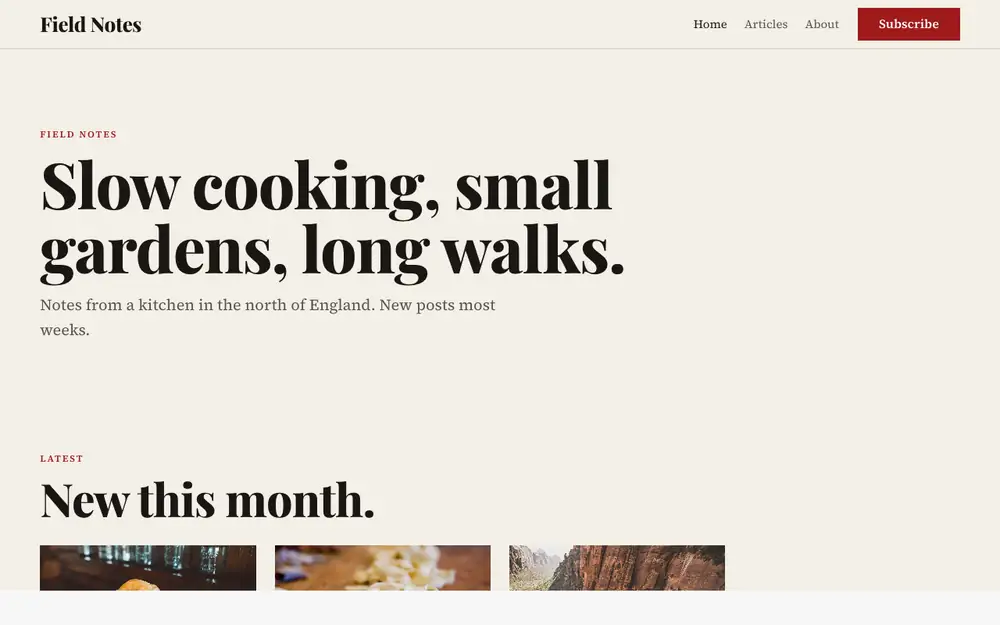 Field Notes
Home Articles About Subscribe
FIELD NOTES
Slow cooking, small
gardens, long walks.
Notes from a kitchen in the north of England. New posts most
weeks.
LATEST
New this month.